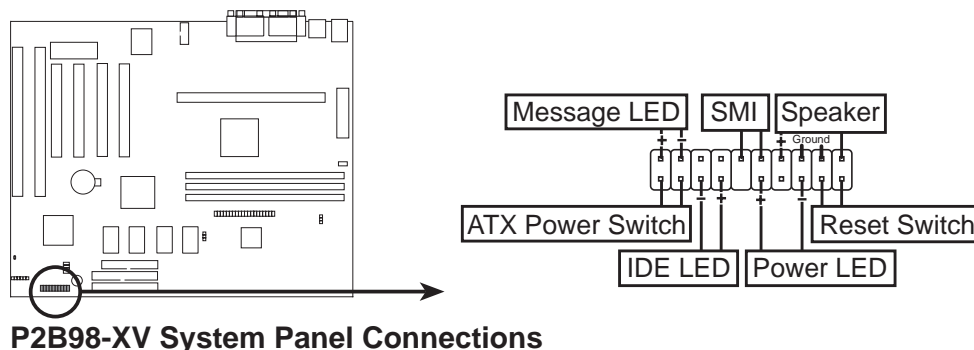 Message LED
SMI
Speaker
+ –
+
Ground
– +
+
–
ATX Power Switch
Reset Switch
IDE LED
Power LED
P2B98-XV System Panel Connections